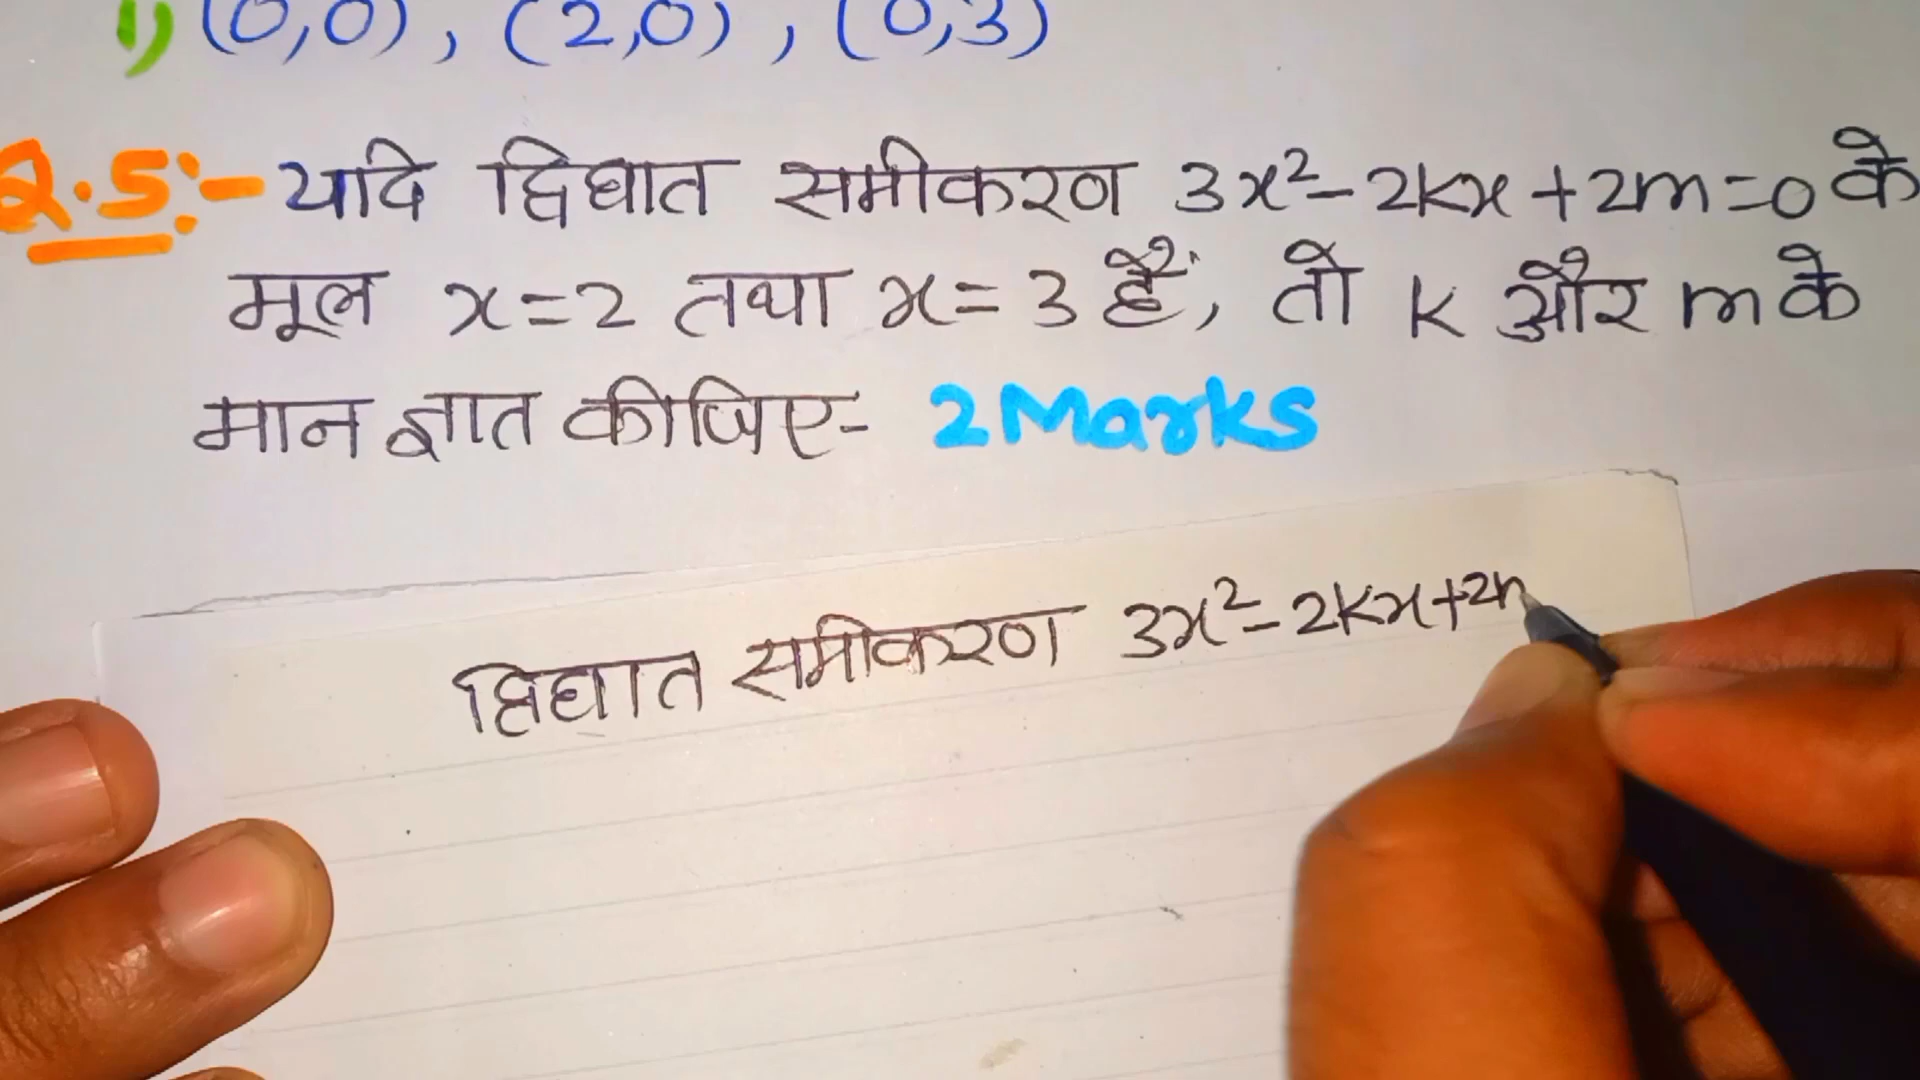 1) (0,0), (2,0), (0,3)
Q.5:- यदि द्विघात समीकरण 3x²-2kx+2m=0 के
मूल x=2 तथा x=3 हैं, तो k और m के
मान ज्ञात कीजिए- 2Marks
द्विघात समीकरण 3x²-2kx+2n